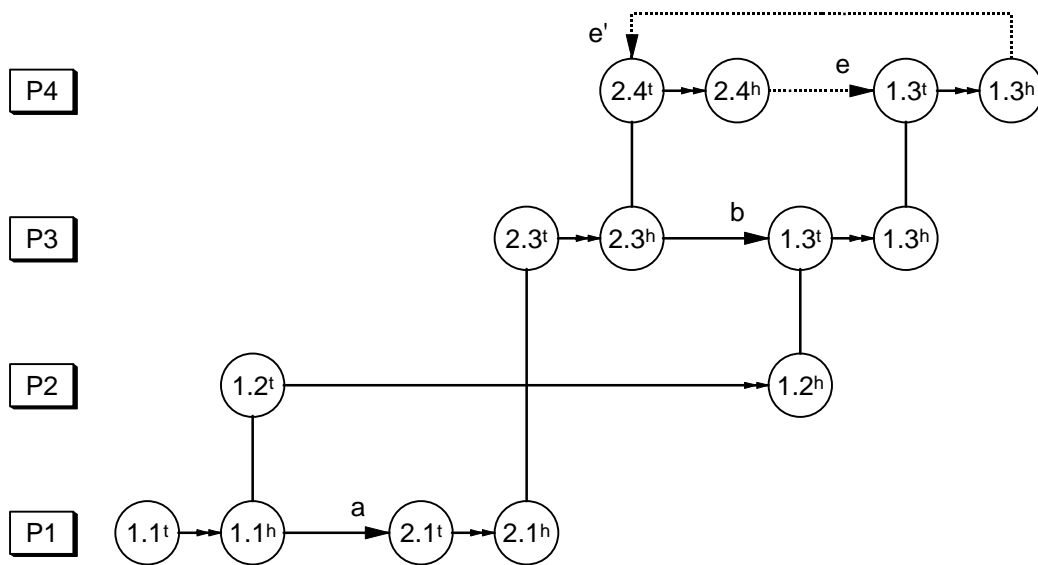 e'
P4 2.4t 2.4h e 1.3t 1.3h
P3 2.3t 2.3h b 1.3t 1.3h
P2 1.2t 1.2h
P1 1.1t 1.1h a 2.1t 2.1h